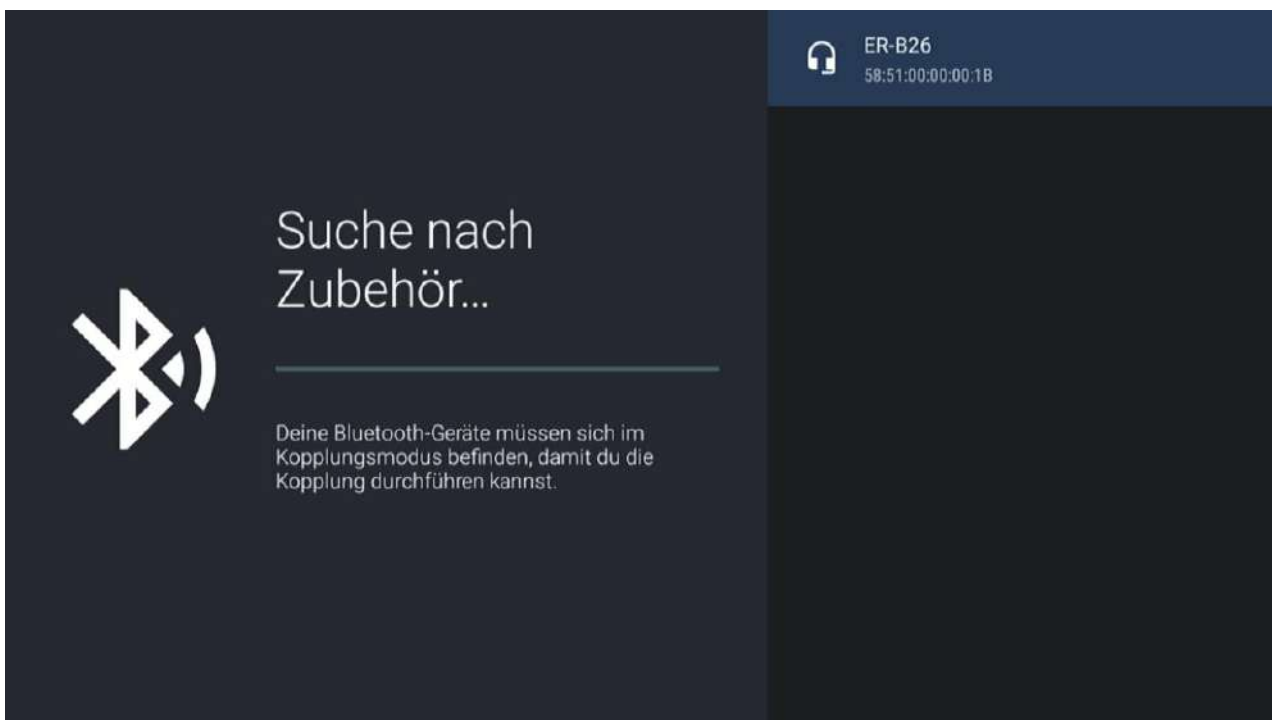 Suche nach
Zubehör...
Deine Bluetooth-Geräte müssen sich im
Kopplungsmodus befinden, damit du die
Kopplung durchführen kannst.
ER-B26
58:51:00:00:00:1B